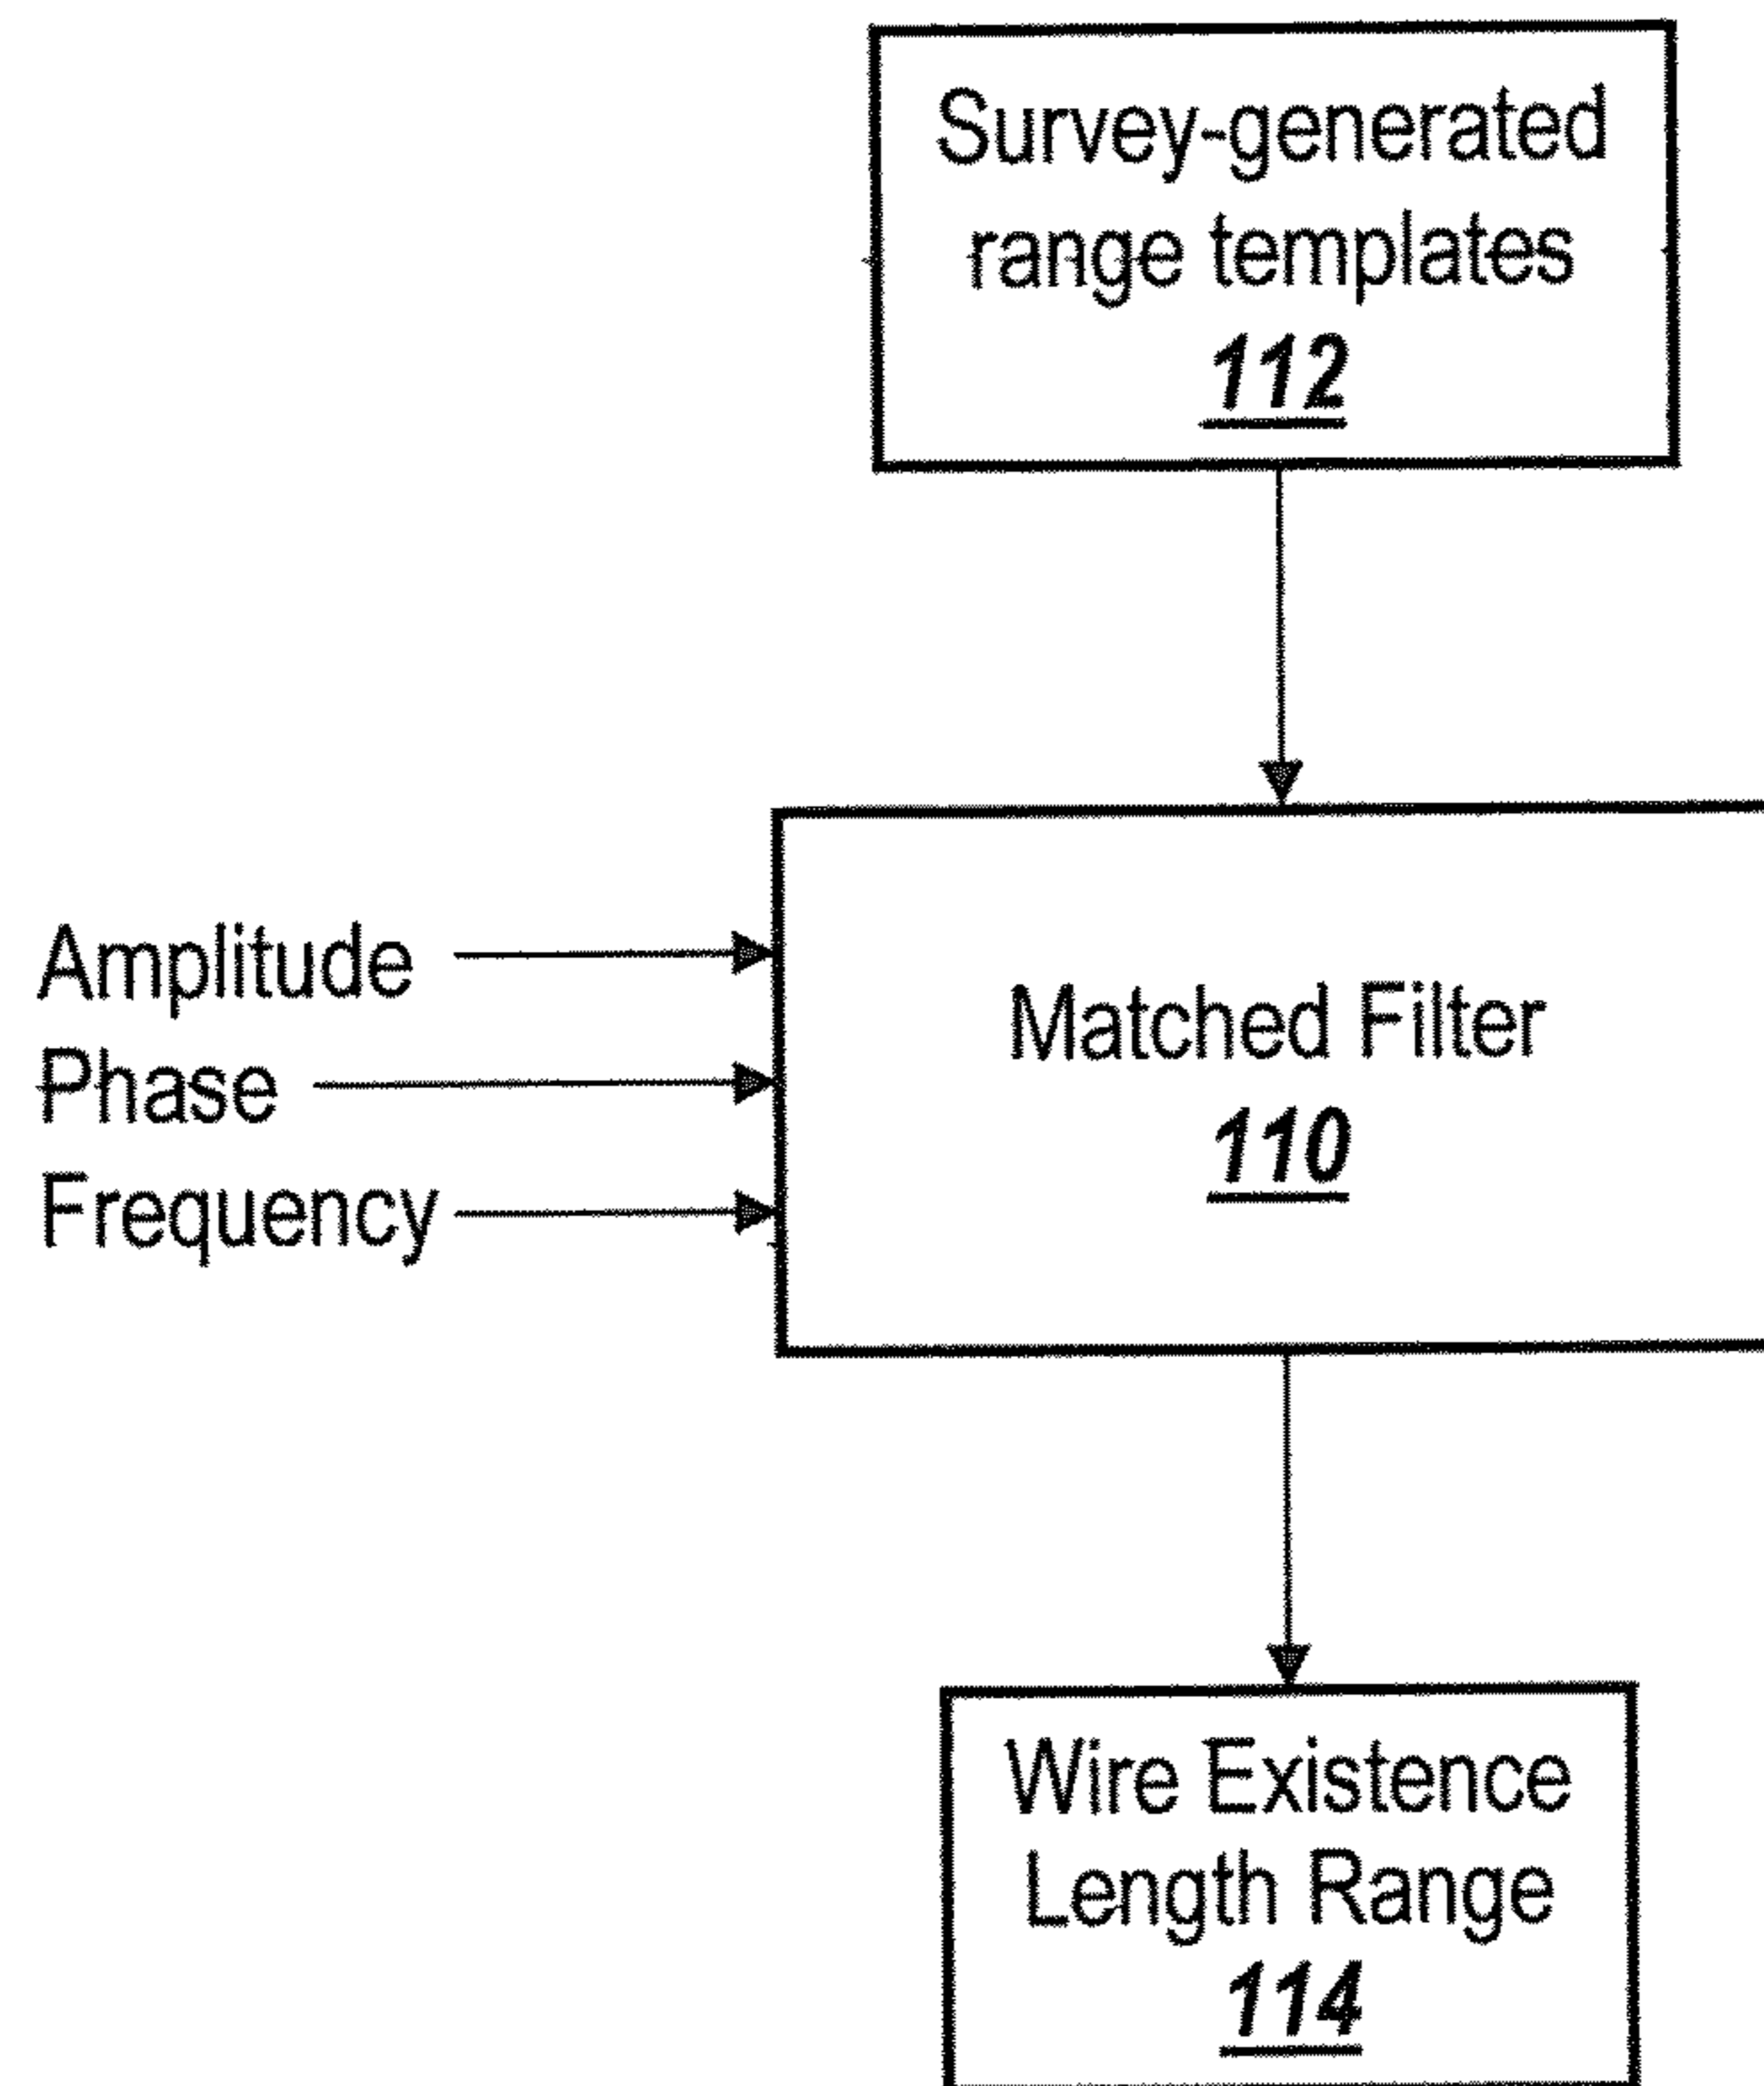 Survey-generated
range templates
112
Amplitude
Phase
Frequency
Matched Filter
110
Wire Existence
Length Range
114